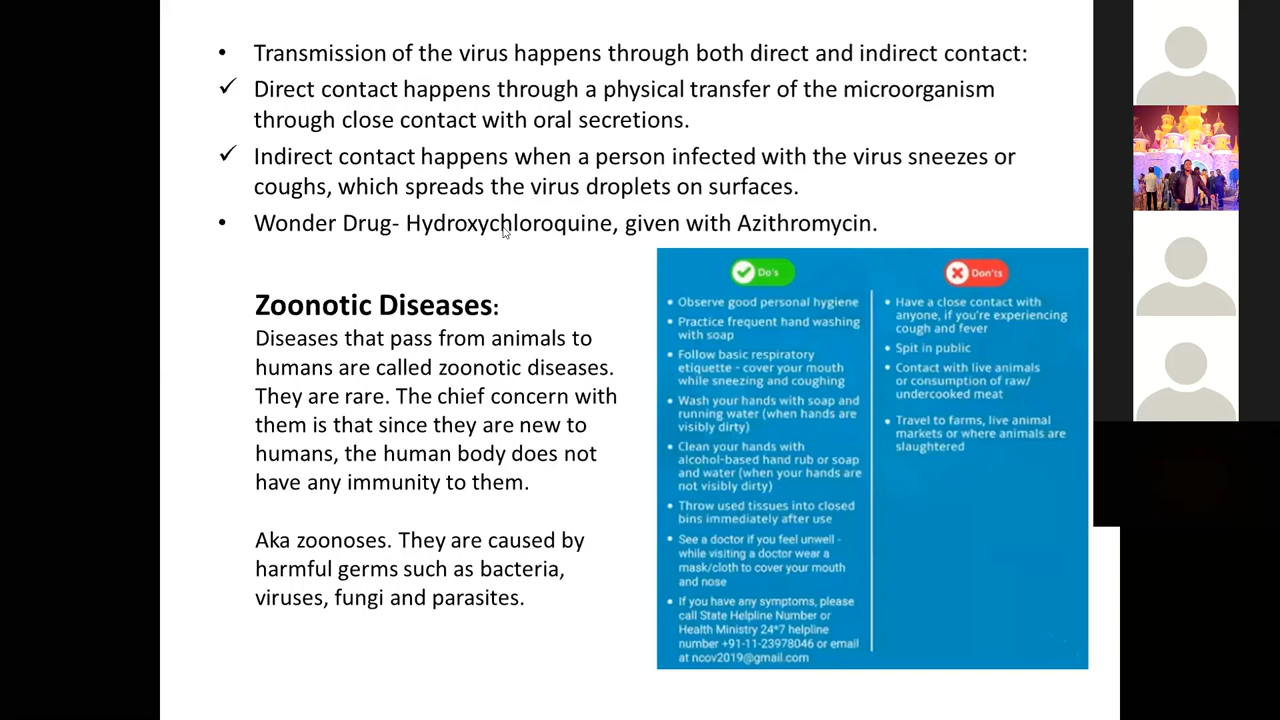 • Transmission of the virus happens through both direct and indirect contact:
✓ Direct contact happens through a physical transfer of the microorganism
through close contact with oral secretions.
✓ Indirect contact happens when a person infected with the virus sneezes or
coughs, which spreads the virus droplets on surfaces.
• Wonder Drug- Hydroxychloroquine, given with Azithromycin.
Zoonotic Diseases:
Diseases that pass from animals to
humans are called zoonotic diseases.
They are rare. The chief concern with
them is that since they are new to
humans, the human body does not
have any immunity to them.
Aka zoonoses. They are caused by
harmful germs such as bacteria,
viruses, fungi and parasites.
Do's
• Observe good personal hygiene
• Practice frequent hand washing
with soap
• Follow basic respiratory
etiquette - cover your mouth
while sneezing and coughing
• Wash your hands with soap and
running water (when hands are
visibly dirty)
• Clean your hands with
alcohol-based hand rub or soap
and water (when your hands are
not visibly dirty)
• Throw used tissues into closed
bins immediately after use
• See a doctor if you feel unwell -
while visiting a doctor wear a
mask/cloth to cover your mouth
and nose
• If you have any symptoms, please
call State Helpline Number or
Health Ministry 24*7 helpline
number +91-11-23978046 or email
at ncov2019@gmail.com
Don'ts
• Have a close contact with
anyone, if you're experiencing
cough and fever
• Spit in public
• Contact with live animals
or consumption of raw/
undercooked meat
• Travel to farms, live animal
markets or where animals are
slaughtered